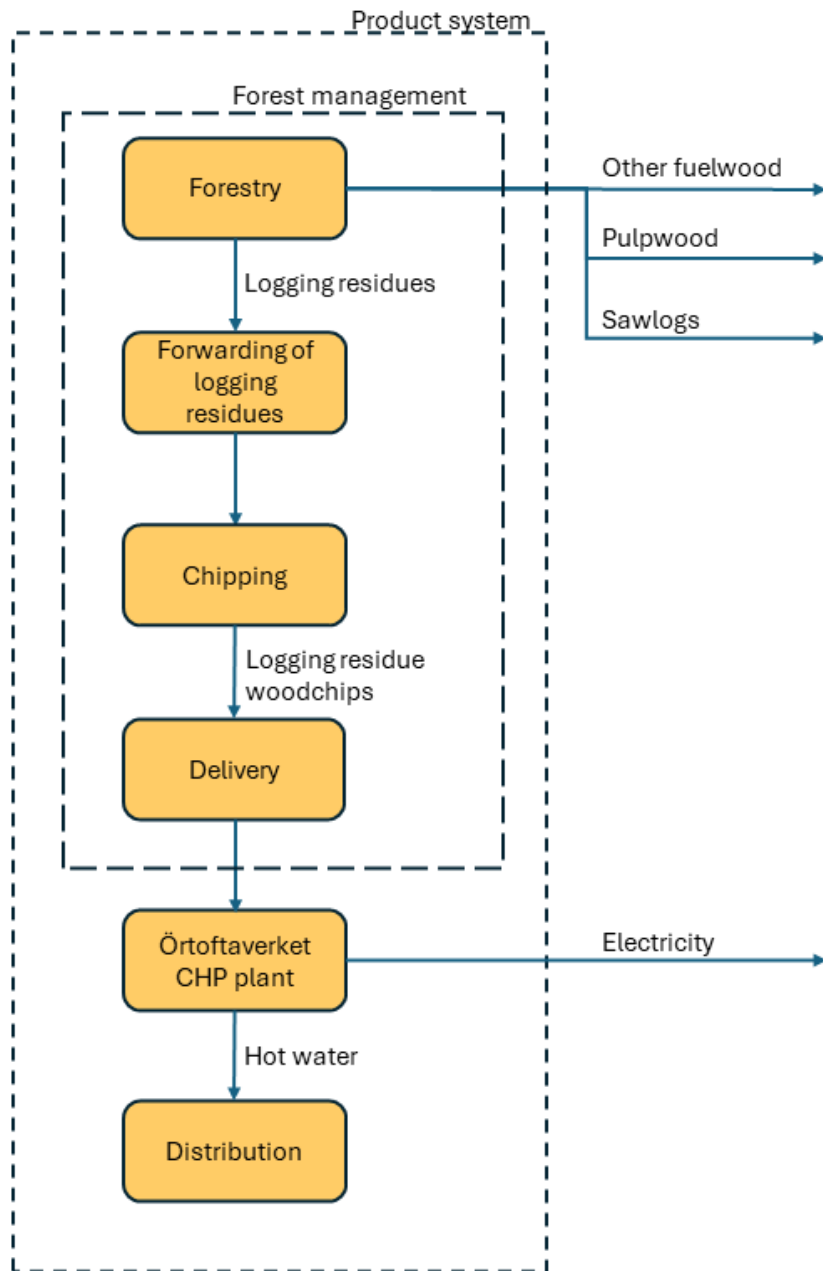 Product system
Forest management
Forestry
Other fuelwood
Pulpwood
Logging residues
Sawlogs
Forwarding of
logging
residues
Chipping
Logging residue
woodchips
Delivery
Örtoftaverket
CHP plant
Electricity
Hot water
Distribution